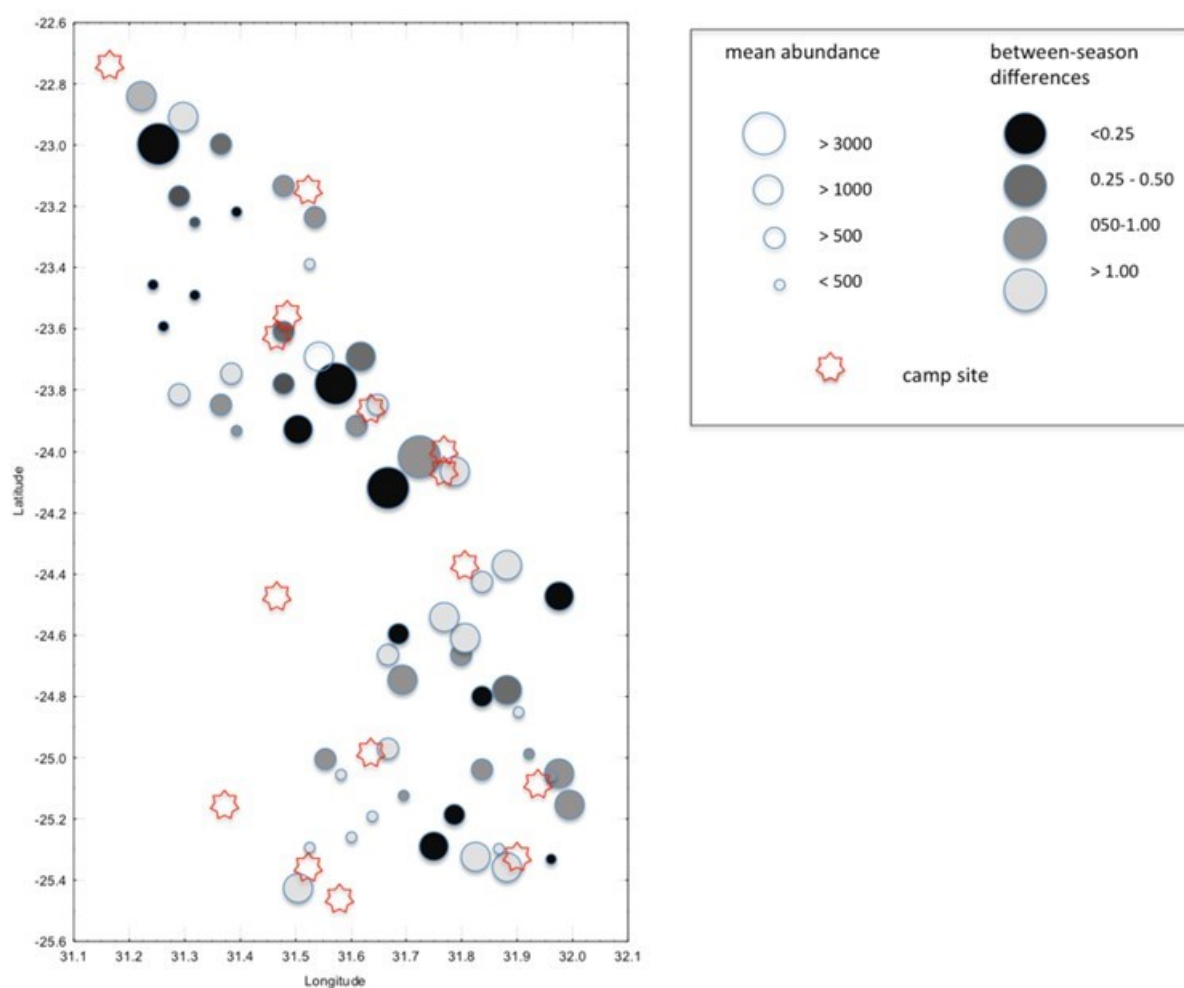 -22.6
-22.8
-23.0
-23.2
-23.4
-23.6
-23.8
-24.0
-24.2
-24.4
-24.6
-24.8
-25.0
-25.2
-25.4
-25.6
Latitude
31.1 31.2 31.3 31.4 31.5 31.6 31.7 31.8 31.9 32.0 32.1
Longitude
mean abundance
> 3000
> 1000
> 500
< 500
between-season
differences
<0.25
0.25 - 0.50
050-1.00
> 1.00
camp site